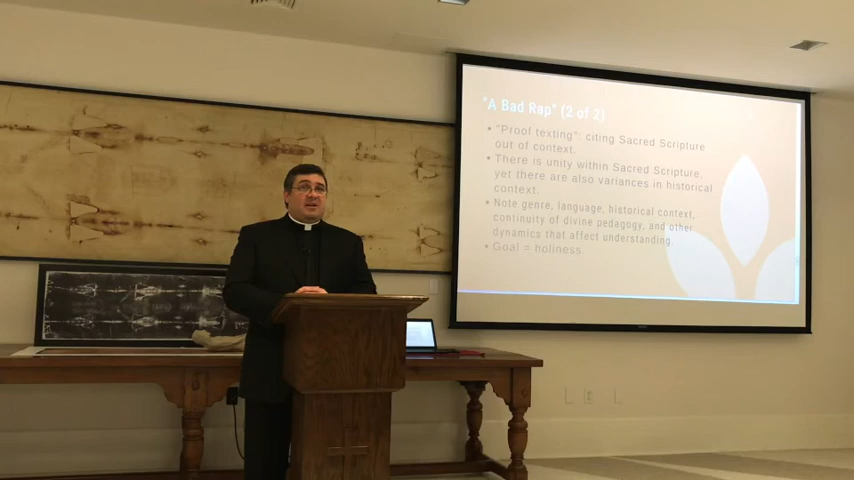 "A Bad Rap" (2 of 2)
• "Proof texting": citing Sacred Scripture
out of context.
• There is unity within Sacred Scripture,
yet there are also variances in historical
context.
• Note genre, language, historical context,
continuity of divine pedagogy, and other
dynamics that affect understanding.
• Goal = holiness.